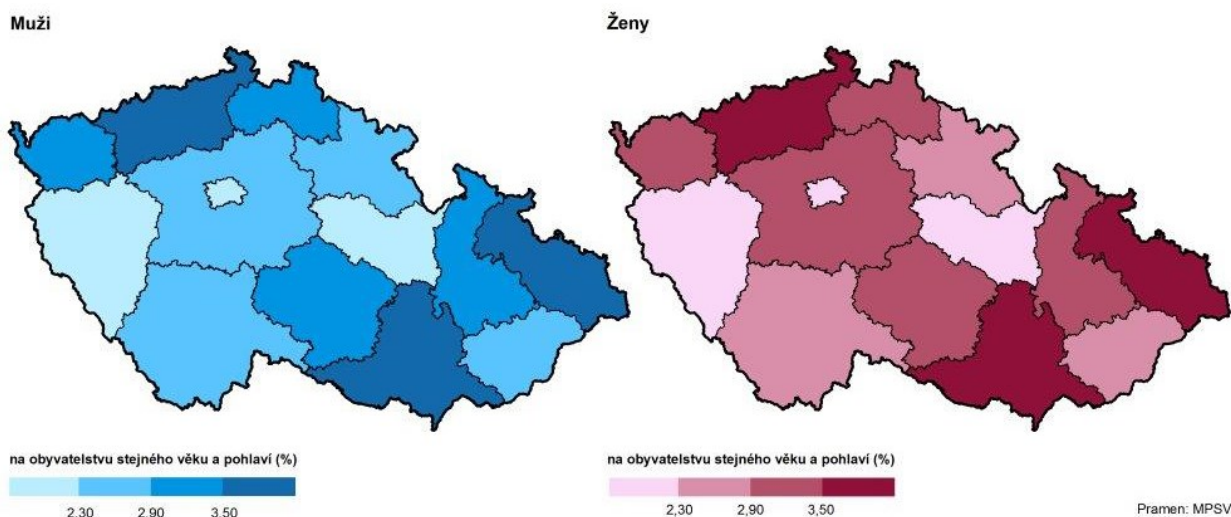 Muži
Ženy
na obyvatelstvu stejného věku a pohlaví (%)
2,30 2,90 3,50
na obyvatelstvu stejného věku a pohlaví (%)
2,30 2,90 3,50
Pramen: MPSV